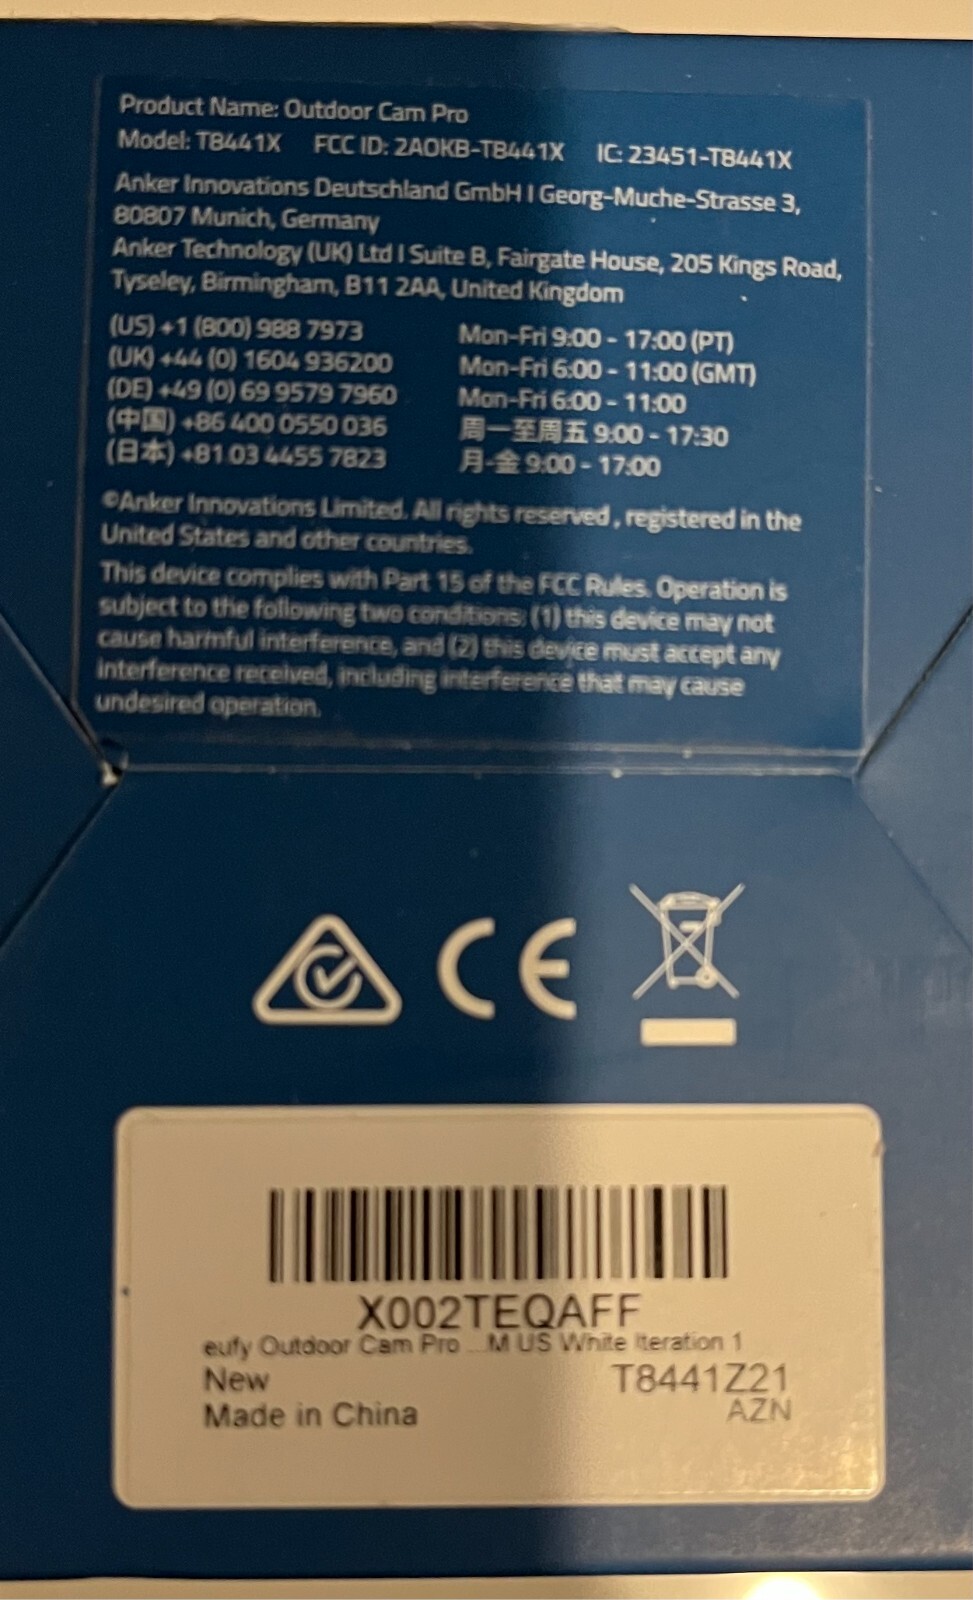 Product Name: Outdoor Cam Pro
Model: T8441X FCC ID: 2AOKB-T8441X IC: 23451-T8441X
Anker Innovations Deutschland GmbH I Georg-Muche-Strasse 3,
80807 Munich, Germany
Anker Technology (UK) Ltd I Suite B, Fairgate House, 205 Kings Road,
Tyseley, Birmingham, B11 2AA, United Kingdom
(US) +1 (800) 988 7973 Mon-Fri 9:00 - 17:00 (PT)
(UK) +44 (0) 1604 936200 Mon-Fri 6:00 - 11:00 (GMT)
(DE) +49 (0) 69 9579 7960 Mon-Fri 6:00 - 11:00
(中国) +86 400 0550 036 周一至周五 9:00 - 17:30
(日本) +81 03 4455 7823 月-金 9:00 - 17:00
©Anker Innovations Limited. All rights reserved , registered in the
United States and other countries.
This device complies with Part 15 of the FCC Rules. Operation is
subject to the following two conditions: (1) this device may not
cause harmful interference, and (2) this device must accept any
interference received, including interference that may cause
undesired operation.
CE
X002TEQAFF
eufy Outdoor Cam Pro ...M US White Iteration 1
New T8441Z21
Made in China AZN